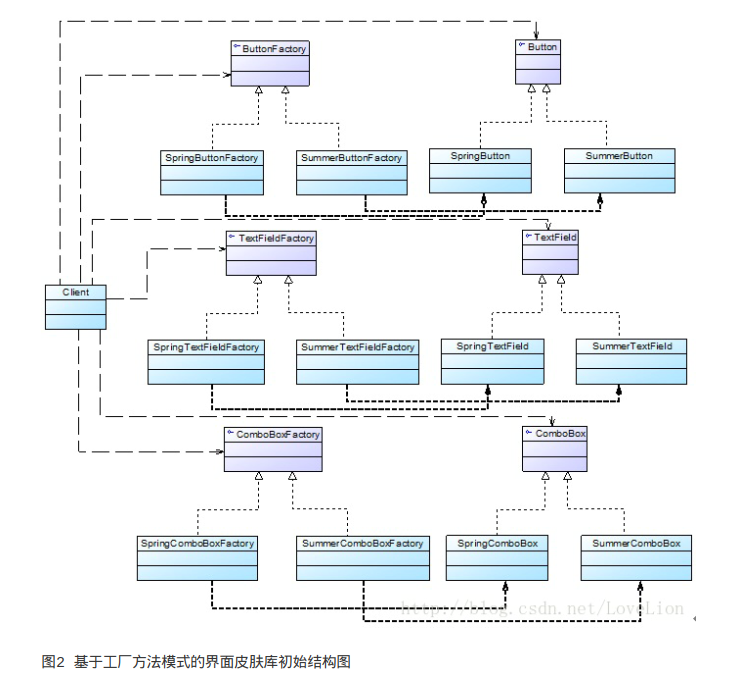 ButtonFactory
Button
SpringButtonFactory
SummerButtonFactory
SpringButton
SummerButton
TextFieldFactory
TextField
Client
SpringTextFieldFactory
SummerTextFieldFactory
SpringTextField
SummerTextField
ComboBoxFactory
ComboBox
SpringComboBoxFactory
SummerComboBoxFactory
SpringComboBox
SummerComboBox
http://blog.csdn.net/LoveLion
图2 基于工厂方法模式的界面皮肤库初始结构图